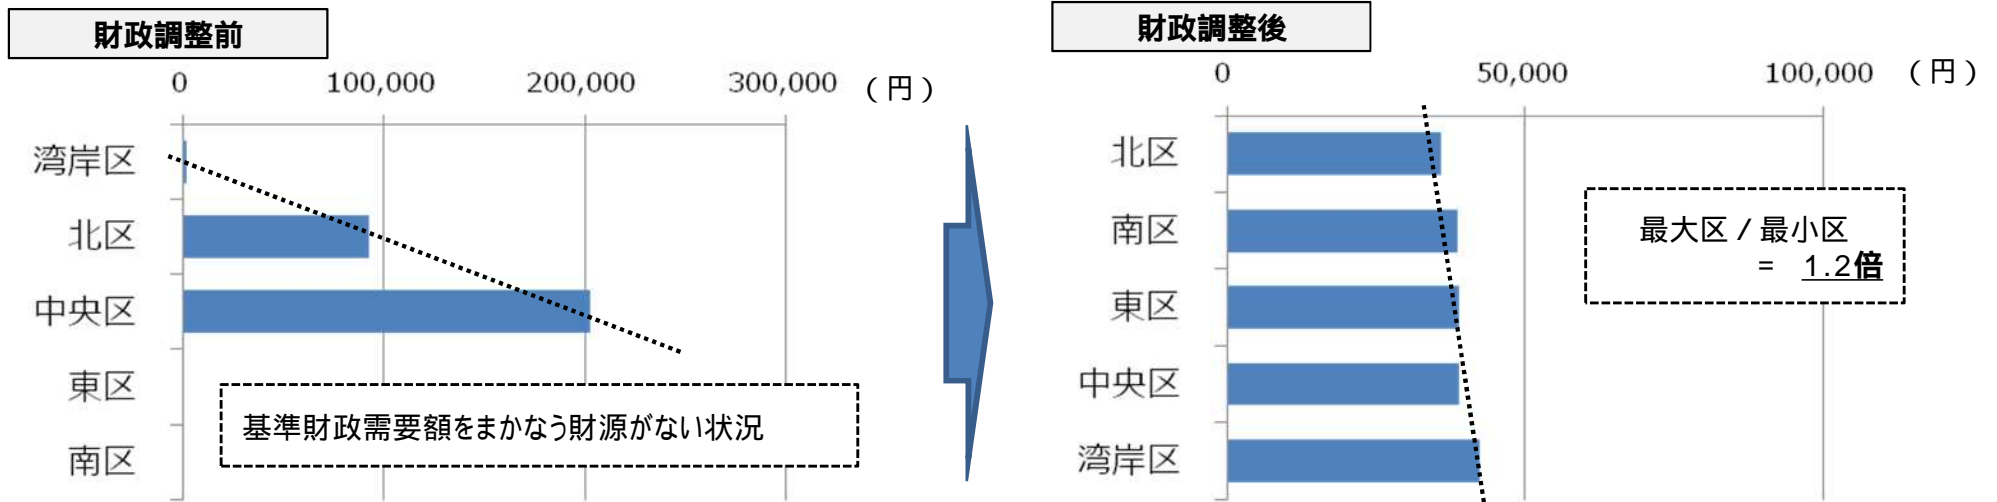 財政調整前
0 100,000 200,000 300,000 (円)
湾岸区
北区
中央区
東区
南区
基準財政需要額をまかなう財源がない状況
財政調整後
0 50,000 100,000 (円)
北区
南区
東区
中央区
湾岸区
最大区 / 最小区
= 1.2倍